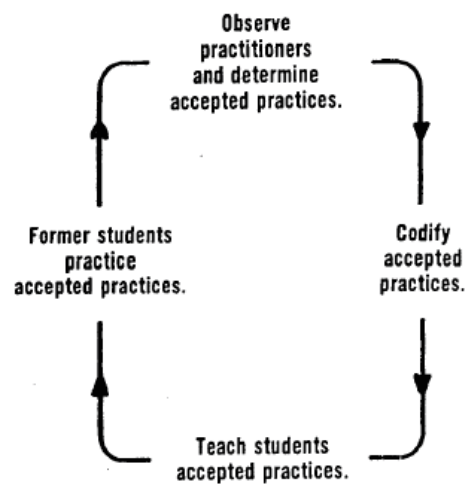 Observe
practitioners
and determine
accepted practices.
Former students
practice
accepted practices.
Codify
accepted
practices.
Teach students
accepted practices.